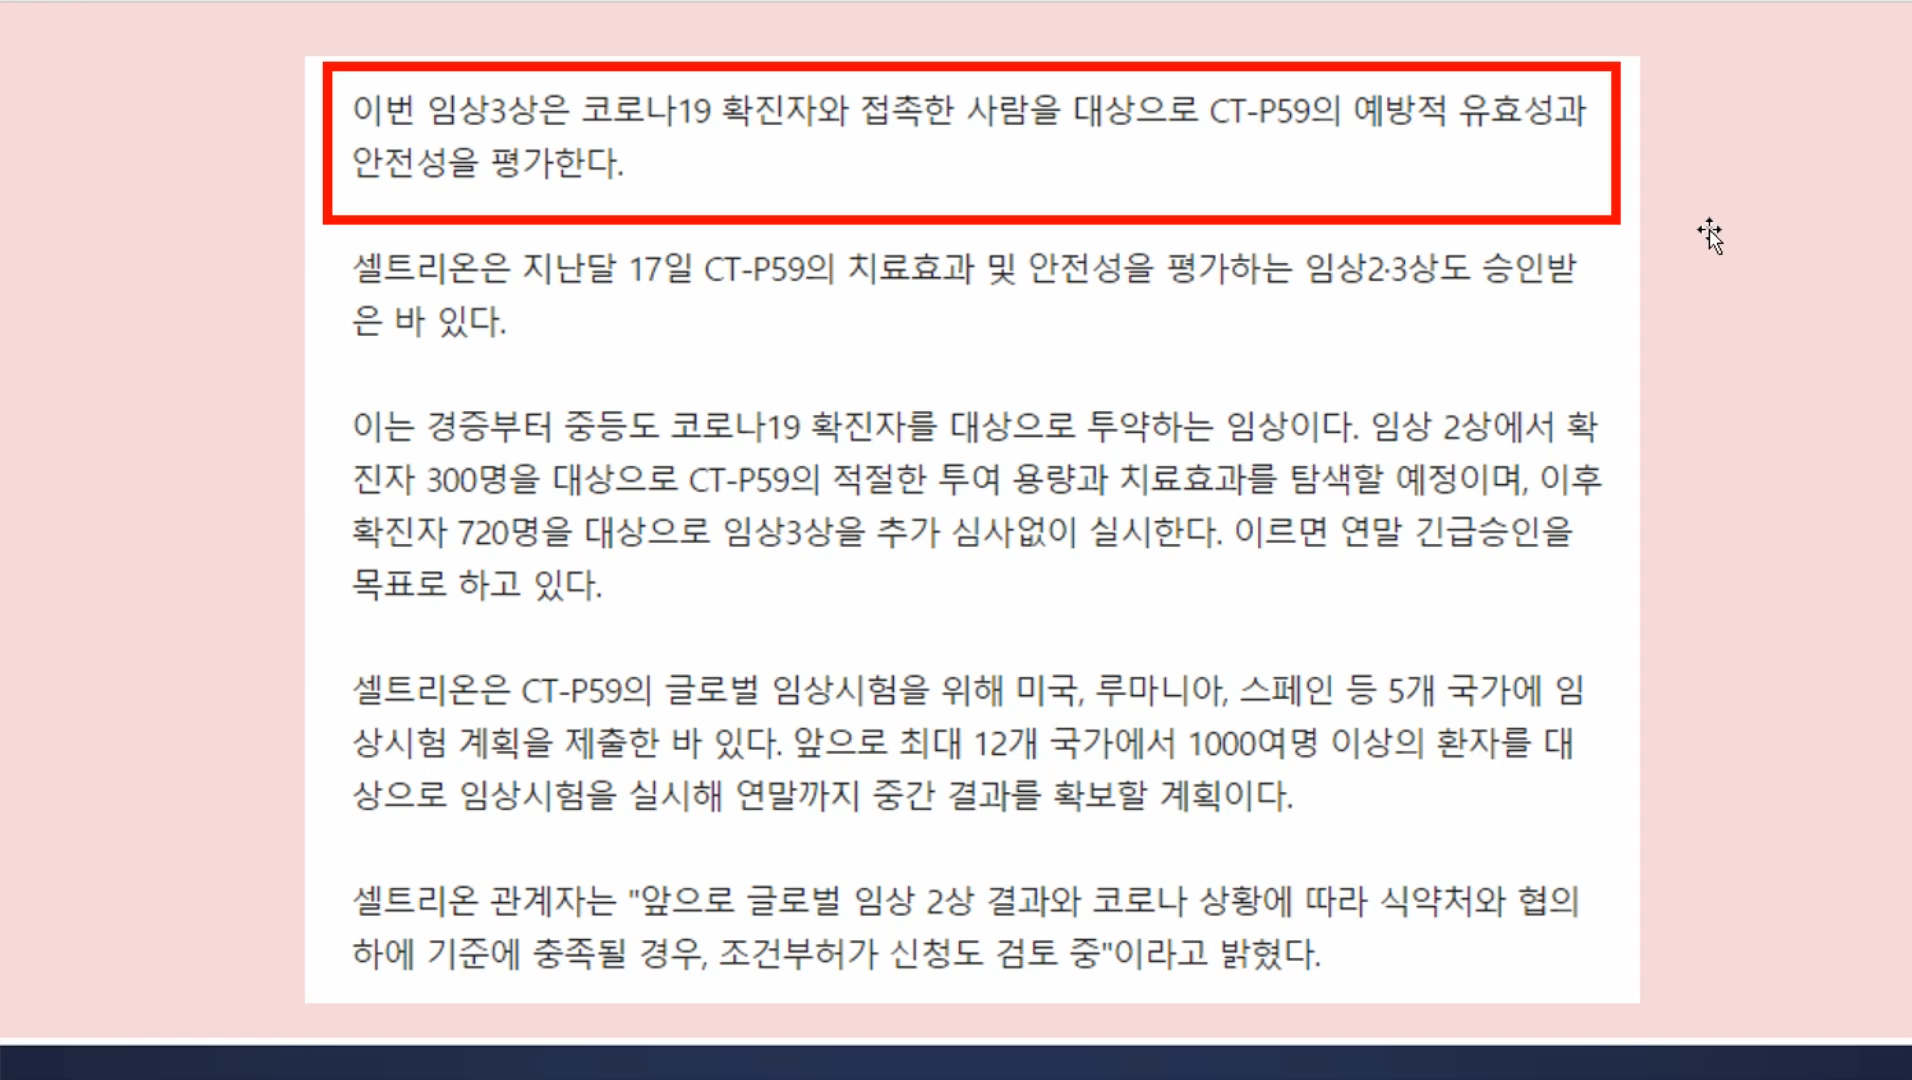 이번 임상3상은 코로나19 확진자와 접촉한 사람을 대상으로 CT-P59의 예방적 유효성과
안전성을 평가한다.
셀트리온은 지난달 17일 CT-P59의 치료효과 및 안전성을 평가하는 임상2·3상도 승인받
은 바 있다.
이는 경증부터 중등도 코로나19 확진자를 대상으로 투약하는 임상이다. 임상 2상에서 확
진자 300명을 대상으로 CT-P59의 적절한 투여 용량과 치료효과를 탐색할 예정이며, 이후
확진자 720명을 대상으로 임상3상을 추가 심사없이 실시한다. 이르면 연말 긴급승인을
목표로 하고 있다.
셀트리온은 CT-P59의 글로벌 임상시험을 위해 미국, 루마니아, 스페인 등 5개 국가에 임
상시험 계획을 제출한 바 있다. 앞으로 최대 12개 국가에서 1000여명 이상의 환자를 대
상으로 임상시험을 실시해 연말까지 중간 결과를 확보할 계획이다.
셀트리온 관계자는 "앞으로 글로벌 임상 2상 결과와 코로나 상황에 따라 식약처와 협의
하에 기준에 충족될 경우, 조건부허가 신청도 검토 중"이라고 밝혔다.